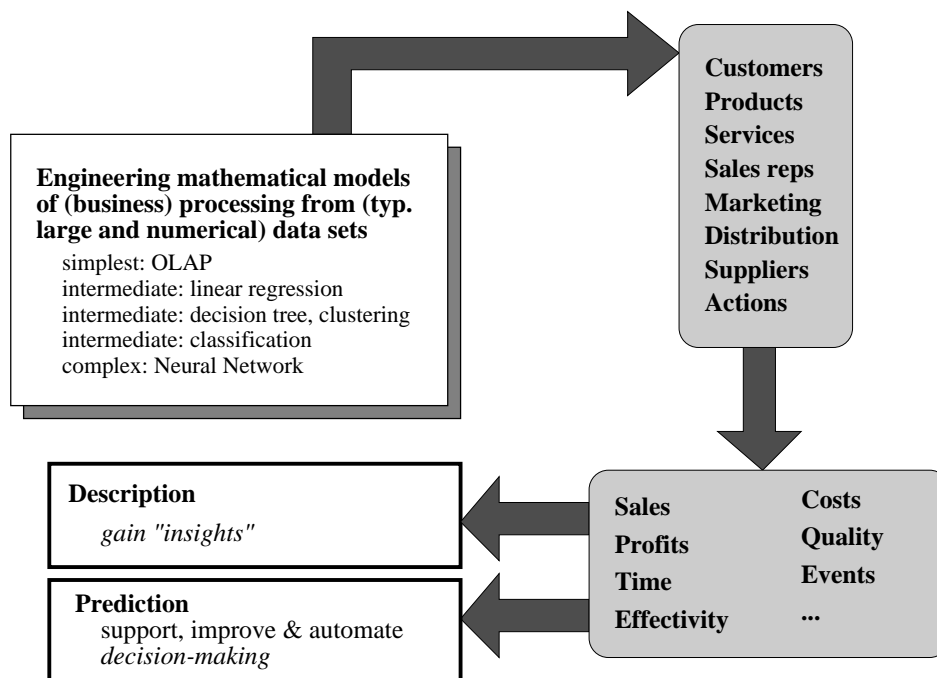 Engineering mathematical models
of (business) processing from (typ.
large and numerical) data sets
simplest: OLAP
intermediate: linear regression
intermediate: decision tree, clustering
intermediate: classification
complex: Neural Network
Customers
Products
Services
Sales reps
Marketing
Distribution
Suppliers
Actions
Sales
Profits
Time
Effectivity
Costs
Quality
Events
...
Description
gain "insights"
Prediction
support, improve & automate
decision-making